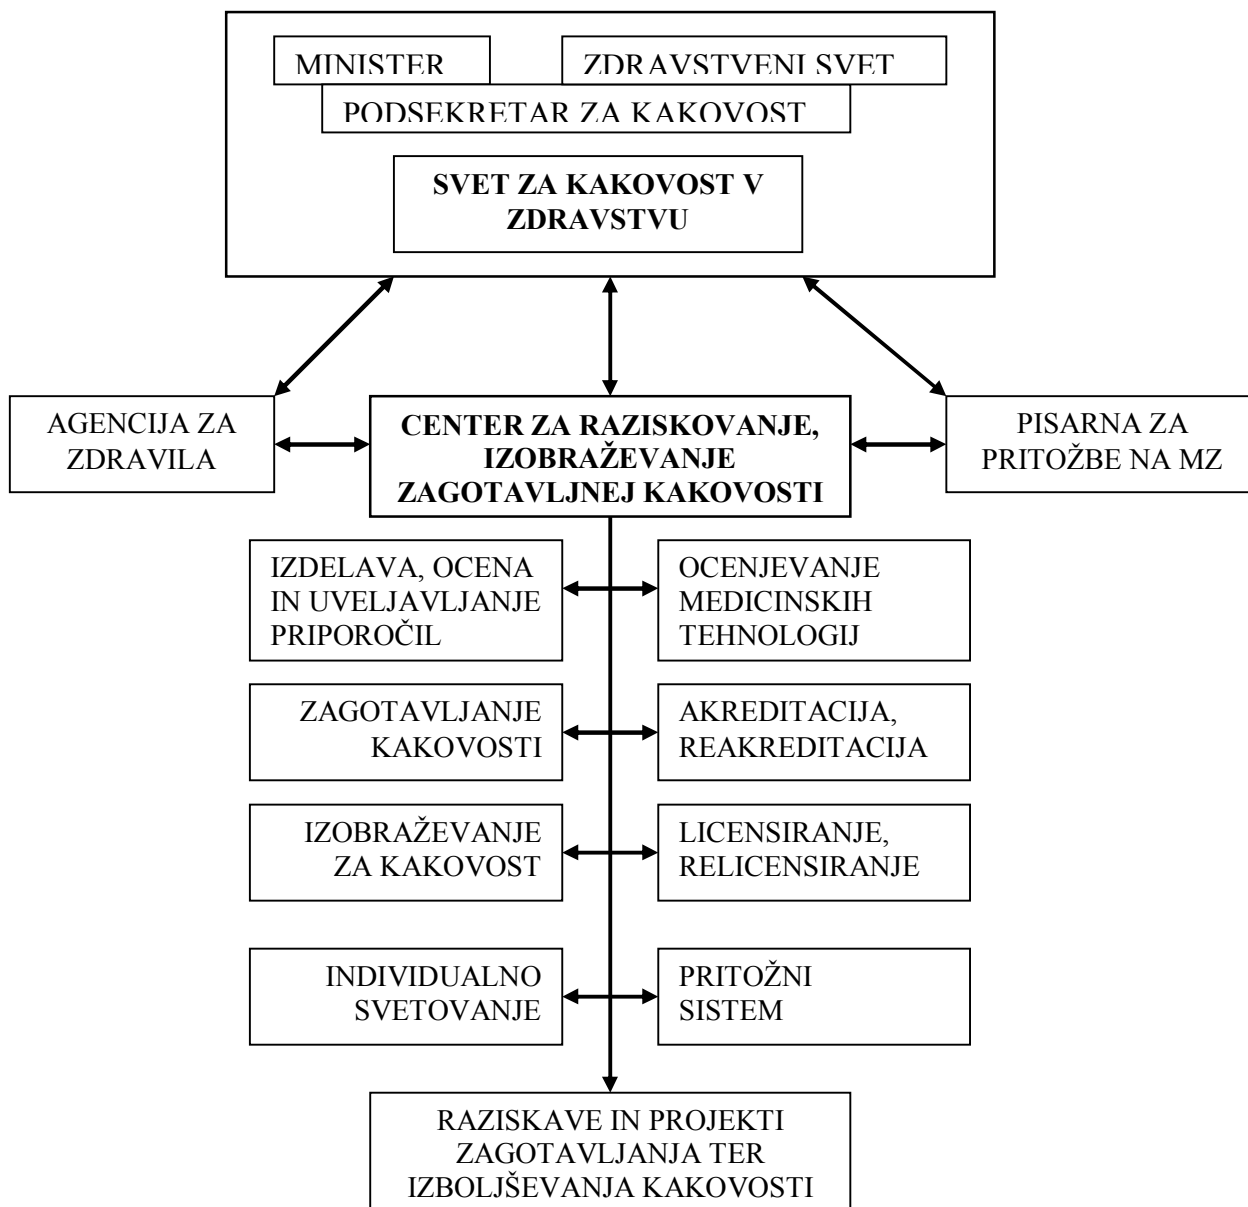 MINISTER
ZDRAVSTVENI SVET
PODSEKRETAR ZA KAKOVOST
SVET ZA KAKOVOST V
ZDRAVSTVU
AGENCIJA ZA
ZDRAVILA
CENTER ZA RAZISKOVANJE,
IZOBRAŽEVANJE
ZAGOTAVLJNEJ KAKOVOSTI
PISARNA ZA
PRITOŽBE NA MZ
IZDELAVA, OCENA
IN UVELJAVLJANJE
PRIPOROČIL
OCENJEVANJE
MEDICINSKIH
TEHNOLOGIJ
ZAGOTAVLJANJE
KAKOVOSTI
AKREDITACIJA,
REAKREDITACIJA
IZOBRAŽEVANJE
ZA KAKOVOST
LICENSIRANJE,
RELICENSIRANJE
INDIVIDUALNO
SVETOVANJE
PRITOŽNI
SISTEM
RAZISKAVE IN PROJEKTI
ZAGOTAVLJANJA TER
IZBOLJŠEVANJA KAKOVOSTI